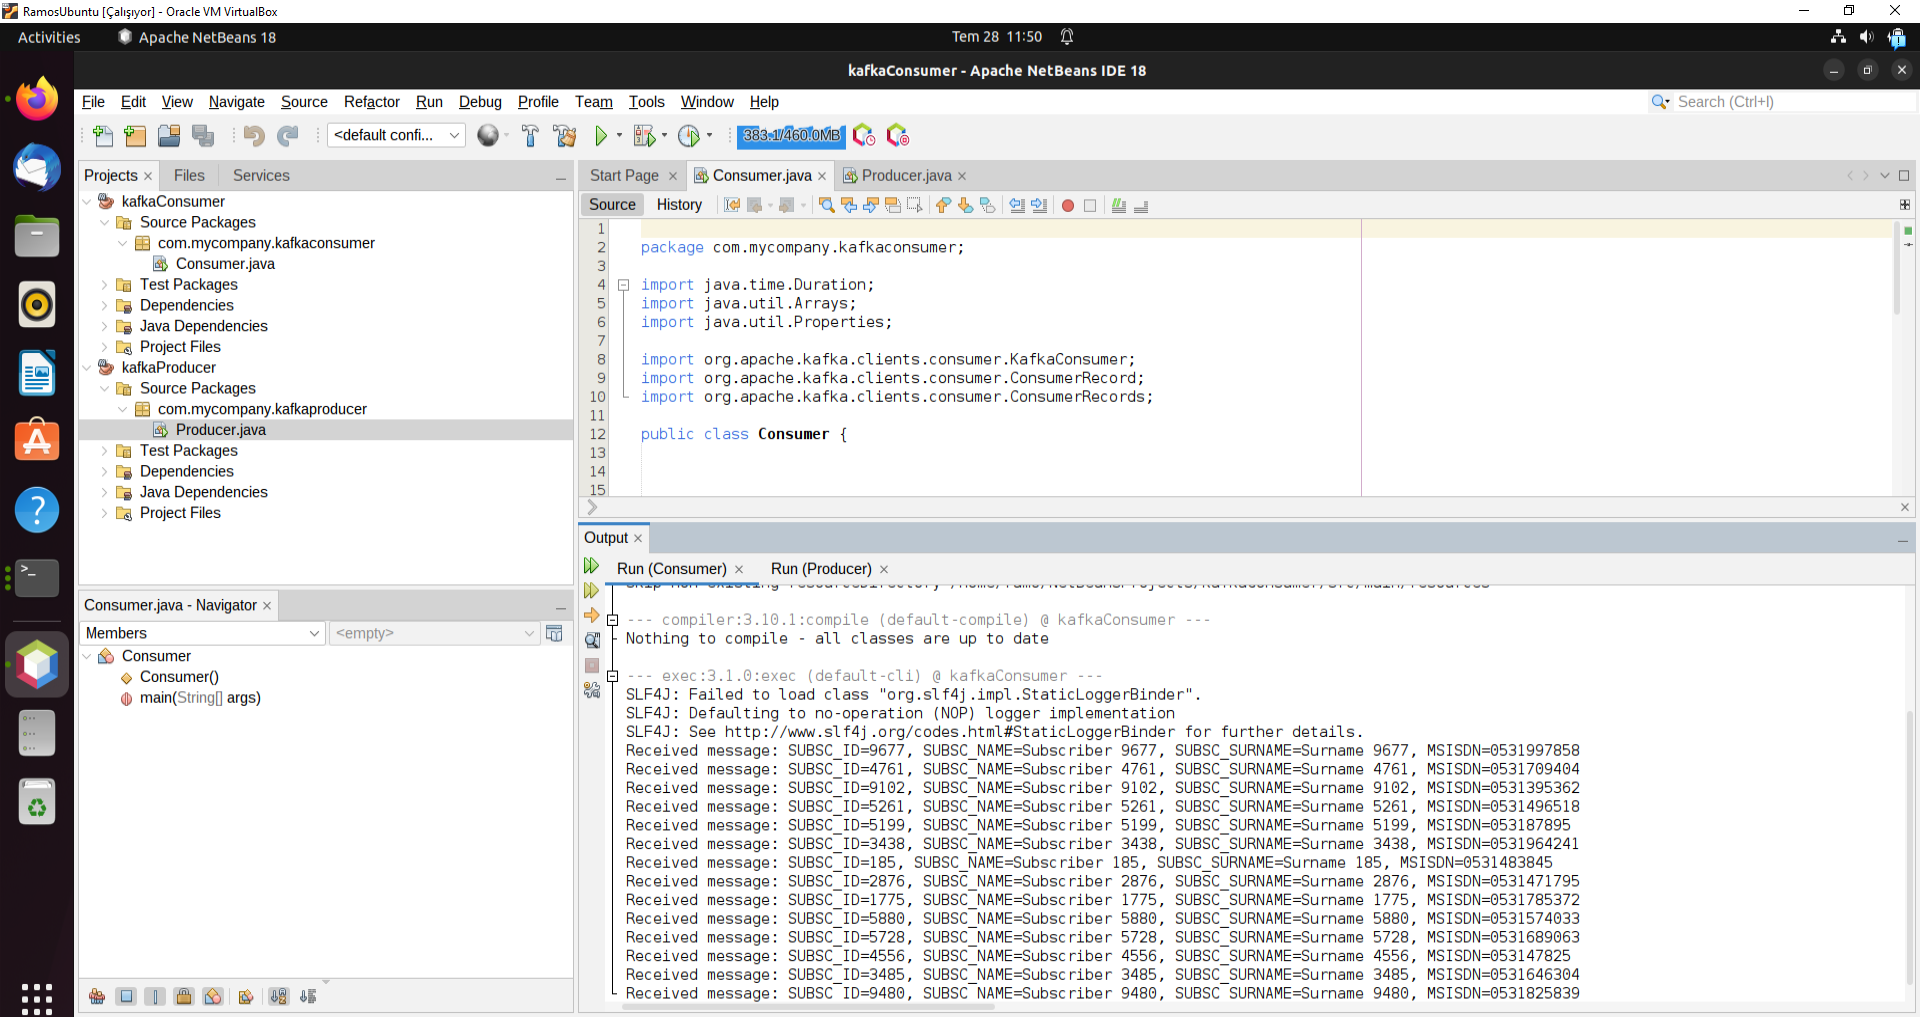 RamosUbuntu [Çalışıyor] - Oracle VM VirtualBox
Activities
Apache NetBeans 18
Tem 28 11:50
kafkaConsumer - Apache NetBeans IDE 18
File Edit View Navigate Source Refactor Run Debug Profile Team Tools Window Help
Search (Ctrl+I)
<default confi...
383.1/460.0MB
Projects
Files
Services
kafkaConsumer
Source Packages
com.mycompany.kafkaconsumer
Consumer.java
Test Packages
Dependencies
Java Dependencies
Project Files
kafkaProducer
Source Packages
com.mycompany.kafkaproducer
Producer.java
Test Packages
Dependencies
Java Dependencies
Project Files
Consumer.java - Navigator
Members
<empty>
Consumer
Consumer()
main(String[] args)
Start Page
Consumer.java
Producer.java
Source
History
1
2 package com.mycompany.kafkaconsumer;
3
4 import java.time.Duration;
5 import java.util.Arrays;
6 import java.util.Properties;
7
8 import org.apache.kafka.clients.consumer.KafkaConsumer;
9 import org.apache.kafka.clients.consumer.ConsumerRecord;
10 import org.apache.kafka.clients.consumer.ConsumerRecords;
11
12 public class Consumer {
13
14
15
Output
Run (Consumer)
Run (Producer)
--- compiler:3.10.1:compile (default-compile) @ kafkaConsumer ---
Nothing to compile - all classes are up to date
--- exec:3.1.0:exec (default-cli) @ kafkaConsumer ---
SLF4J: Failed to load class "org.slf4j.impl.StaticLoggerBinder".
SLF4J: Defaulting to no-operation (NOP) logger implementation
SLF4J: See http://www.slf4j.org/codes.html#StaticLoggerBinder for further details.
Received message: SUBSC_ID=9677, SUBSC_NAME=Subscriber 9677, SUBSC_SURNAME=Surname 9677, MSISDN=0531997858
Received message: SUBSC_ID=4761, SUBSC_NAME=Subscriber 4761, SUBSC_SURNAME=Surname 4761, MSISDN=0531709404
Received message: SUBSC_ID=9102, SUBSC_NAME=Subscriber 9102, SUBSC_SURNAME=Surname 9102, MSISDN=0531395362
Received message: SUBSC_ID=5261, SUBSC_NAME=Subscriber 5261, SUBSC_SURNAME=Surname 5261, MSISDN=0531496518
Received message: SUBSC_ID=5199, SUBSC_NAME=Subscriber 5199, SUBSC_SURNAME=Surname 5199, MSISDN=053187895
Received message: SUBSC_ID=3438, SUBSC_NAME=Subscriber 3438, SUBSC_SURNAME=Surname 3438, MSISDN=0531964241
Received message: SUBSC_ID=185, SUBSC_NAME=Subscriber 185, SUBSC_SURNAME=Surname 185, MSISDN=0531483845
Received message: SUBSC_ID=2876, SUBSC_NAME=Subscriber 2876, SUBSC_SURNAME=Surname 2876, MSISDN=0531471795
Received message: SUBSC_ID=1775, SUBSC_NAME=Subscriber 1775, SUBSC_SURNAME=Surname 1775, MSISDN=0531785372
Received message: SUBSC_ID=5880, SUBSC_NAME=Subscriber 5880, SUBSC_SURNAME=Surname 5880, MSISDN=0531574033
Received message: SUBSC_ID=5728, SUBSC_NAME=Subscriber 5728, SUBSC_SURNAME=Surname 5728, MSISDN=0531689063
Received message: SUBSC_ID=4556, SUBSC_NAME=Subscriber 4556, SUBSC_SURNAME=Surname 4556, MSISDN=053147825
Received message: SUBSC_ID=3485, SUBSC_NAME=Subscriber 3485, SUBSC_SURNAME=Surname 3485, MSISDN=0531646304
Received message: SUBSC_ID=9480, SUBSC_NAME=Subscriber 9480, SUBSC_SURNAME=Surname 9480, MSISDN=0531825839